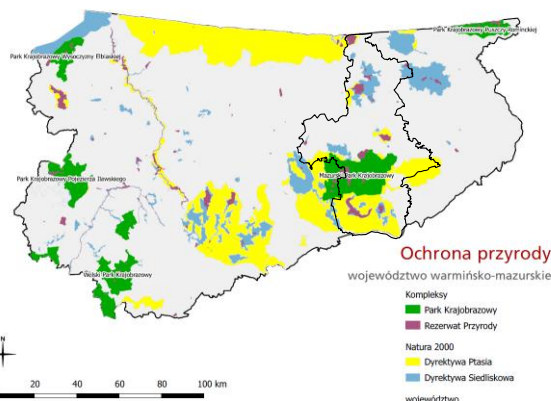 Park Krajobrazowy Puszczy Rominckiej
Park Krajobrazowy Wysoczyzny Elbląskiej
Park Krajobrazowy Pojezierza Iławskiego
Mazurski Park Krajobrazowy
Welski Park Krajobrazowy
Ochrona przyrody
województwo warmińsko-mazurskie
Kompleksy
Park Krajobrazowy
Rezerwat Przyrody
Natura 2000
Dyrektywa Ptasia
Dyrektywa Siedliskowa
województwo
N
20 40 60 80 100 km